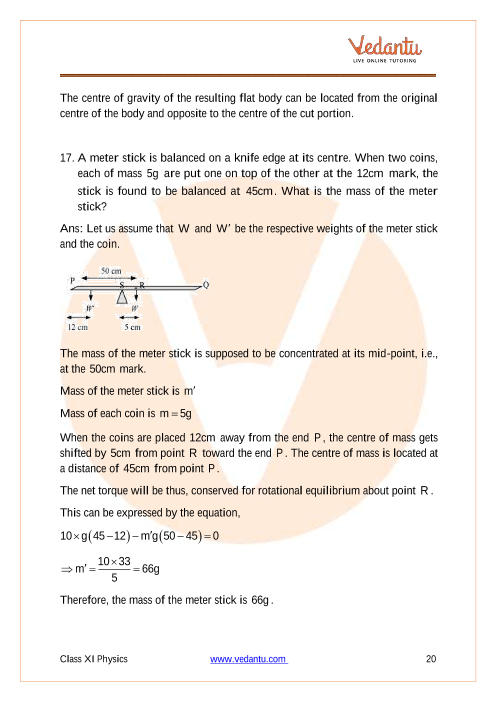 Vedantu
LIVE ONLINE TUTORING
The centre of gravity of the resulting flat body can be located from the original
centre of the body and opposite to the centre of the cut portion.
17. A meter stick is balanced on a knife edge at its centre. When two coins,
each of mass 5g are put one on top of the other at the 12cm mark, the
stick is found to be balanced at 45cm. What is the mass of the meter
stick?
Ans: Let us assume that W and W′ be the respective weights of the meter stick
and the coin.
50 cm
P S R Q
W′ W
12 cm 5 cm
The mass of the meter stick is supposed to be concentrated at its mid-point, i.e.,
at the 50cm mark.
Mass of the meter stick is m′
Mass of each coin is m = 5g
When the coins are placed 12cm away from the end P, the centre of mass gets
shifted by 5cm from point R toward the end P. The centre of mass is located at
a distance of 45cm from point P.
The net torque will be thus, conserved for rotational equilibrium about point R.
This can be expressed by the equation,
10×g(45−12)−m′g(50−45)=0
⇒ m′ = 10×33/5 = 66g
Therefore, the mass of the meter stick is 66g.
Class XI Physics www.vedantu.com 20